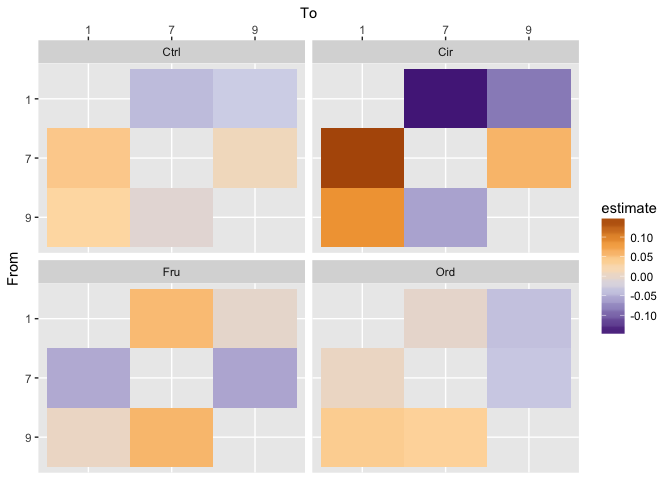 To
1 7 9 1 7 9
Ctrl Cir
1
7
9
From
Fru Ord
1
7
9
estimate
0.10
0.05
0.00
-0.05
-0.10